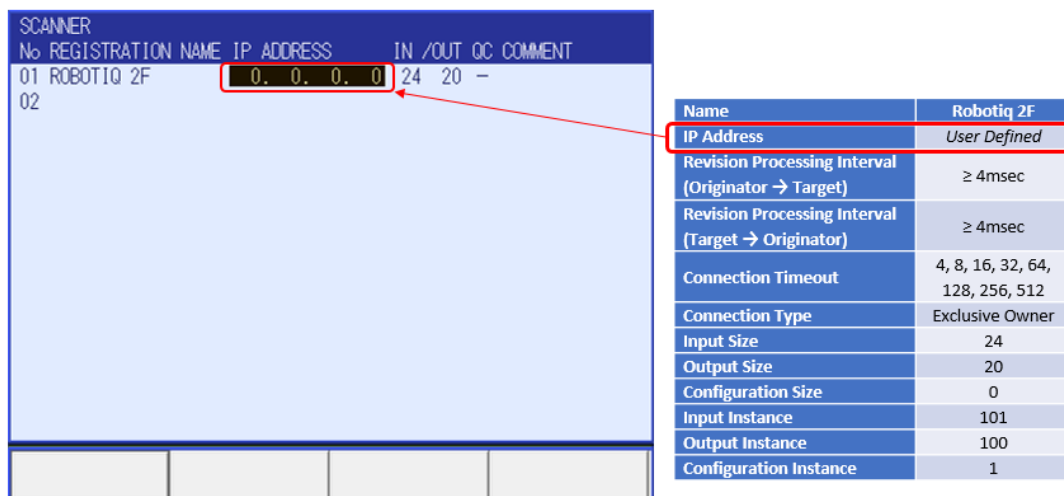 SCANNER
No REGISTRATION NAME IP ADDRESS IN /OUT QC COMMENT
01 ROBOTIQ 2F 0. 0. 0. 0 24 20 –
02
Name Robotiq 2F
IP Address User Defined
Revision Processing Interval
(Originator → Target) ≥ 4msec
Revision Processing Interval
(Target → Originator) ≥ 4msec
Connection Timeout 4, 8, 16, 32, 64,
128, 256, 512
Connection Type Exclusive Owner
Input Size 24
Output Size 20
Configuration Size 0
Input Instance 101
Output Instance 100
Configuration Instance 1